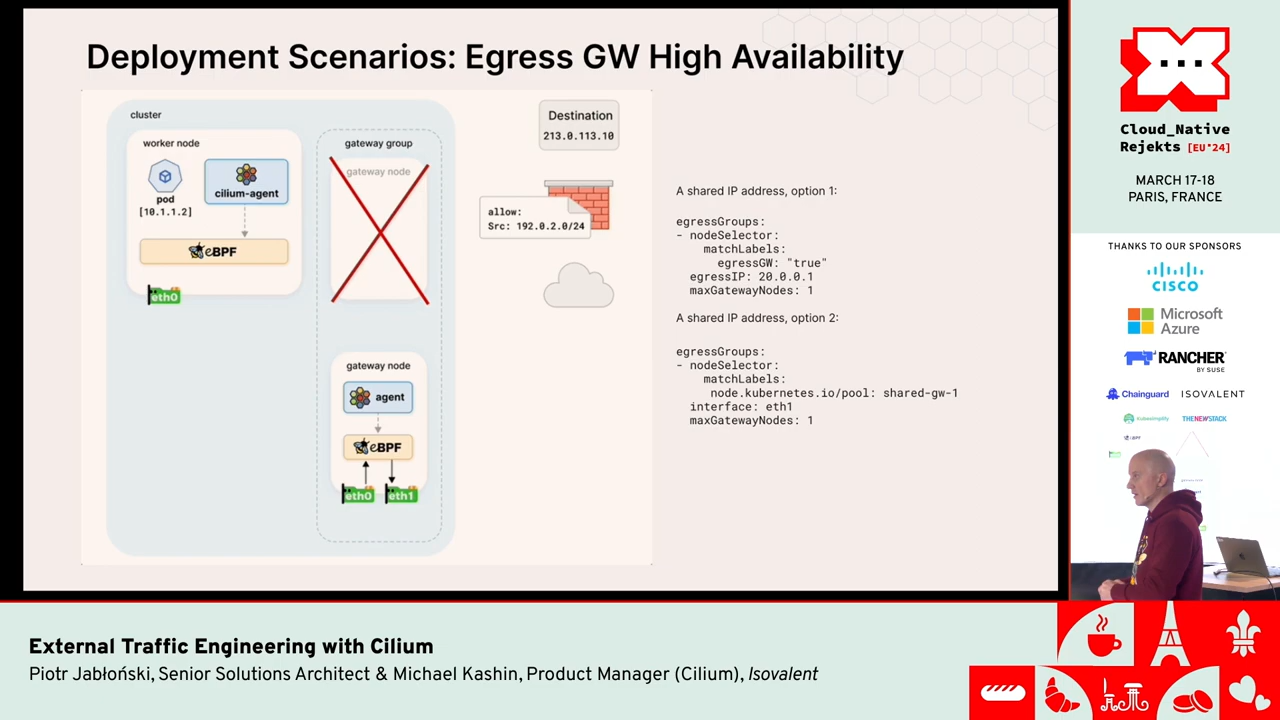 Deployment Scenarios: Egress GW High Availability
cluster
worker node
gateway group
pod
[10.1.1.2]
cilium-agent
eBPF
eth0
gateway node
gateway node
agent
eBPF
eth0
eth1
Destination
213.0.113.10
allow:
Src: 192.0.2.0/24
A shared IP address, option 1:
egressGroups:
- nodeSelector:
matchLabels:
egressGW: "true"
egressIP: 20.0.0.1
maxGatewayNodes: 1
A shared IP address, option 2:
egressGroups:
- nodeSelector:
matchLabels:
node.kubernetes.io/pool: shared-gw-1
interface: eth1
maxGatewayNodes: 1
Cloud_Native
Rejekts [EU*24]
MARCH 17-18
PARIS, FRANCE
THANKS TO OUR SPONSORS
CISCO
Microsoft
Azure
RANCHER
BY SUSE
Chainguard
ISOVALENT
kubesimplify
THENEWSTACK
eBPF
External Traffic Engineering with Cilium
Piotr Jabłoński, Senior Solutions Architect & Michael Kashin, Product Manager (Cilium), Isovalent